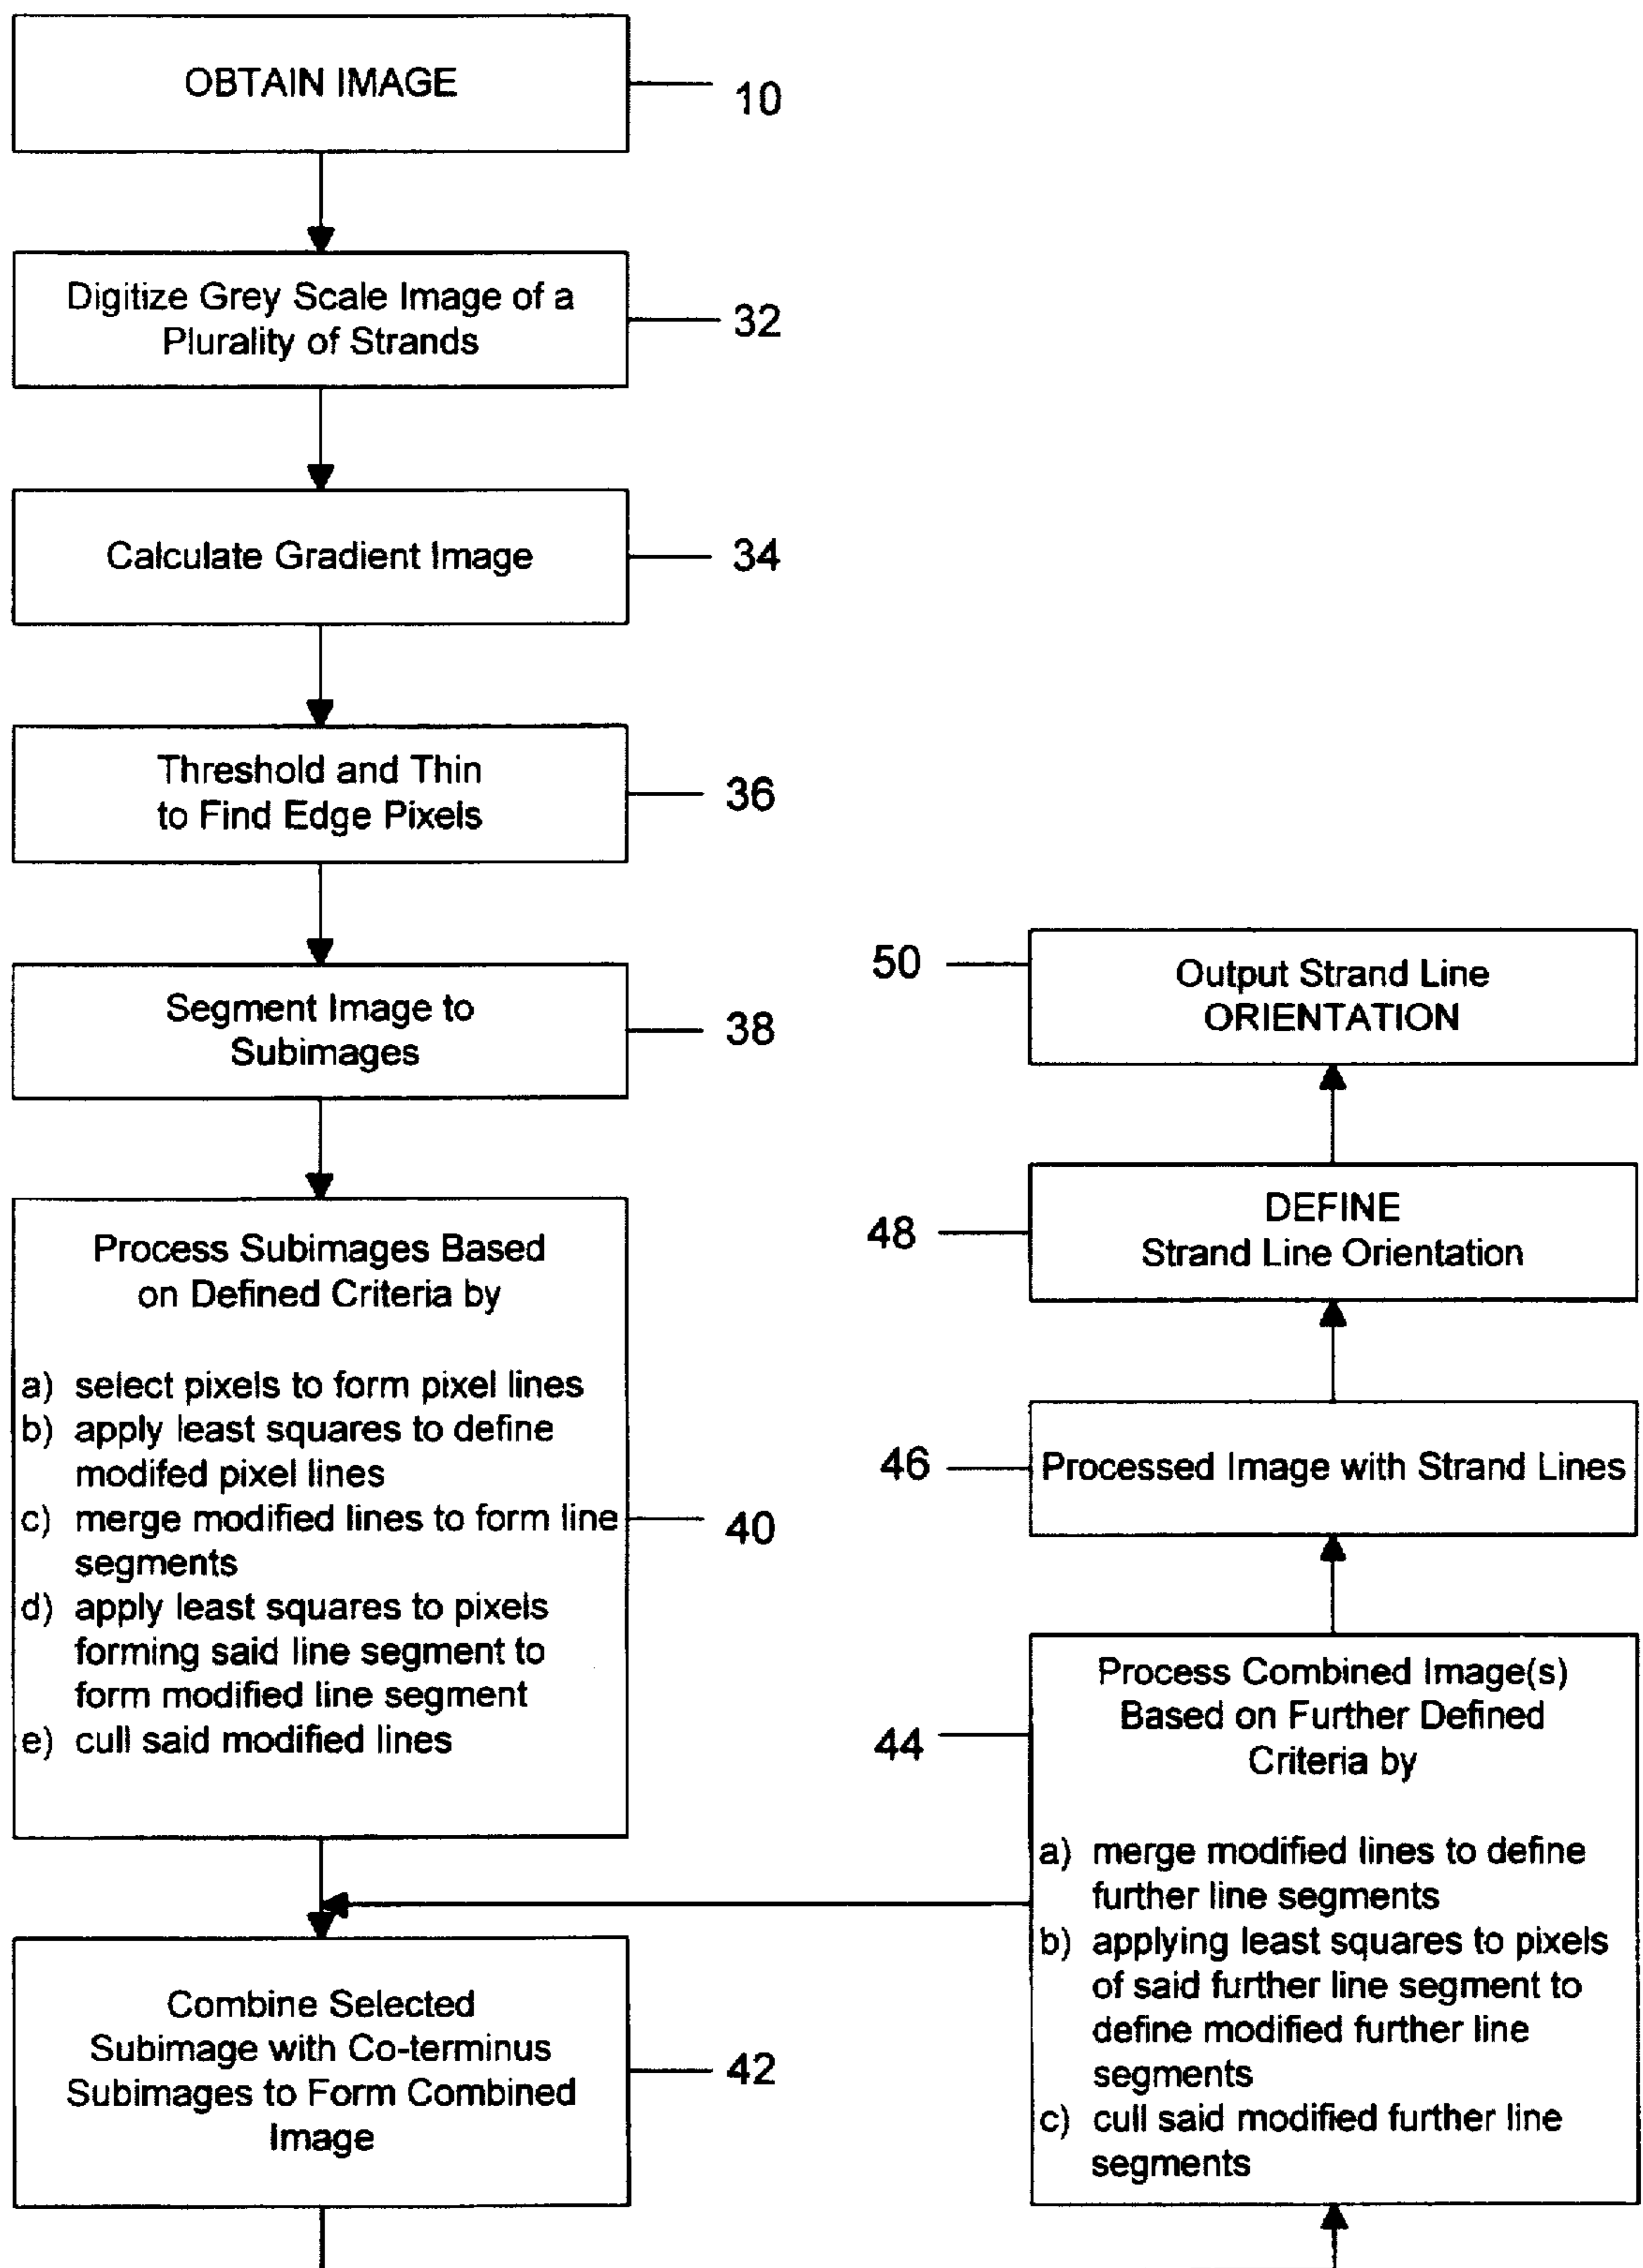 OBTAIN IMAGE
10
Digitize Grey Scale Image of a
Plurality of Strands
32
Calculate Gradient Image
34
Threshold and Thin
to Find Edge Pixels
36
Segment Image to
Subimages
38
Process Subimages Based
on Defined Criteria by
a) select pixels to form pixel lines
b) apply least squares to define
modifed pixel lines
c) merge modified lines to form line
segments
d) apply least squares to pixels
forming said line segment to
form modified line segment
e) cull said modified lines
40
Combine Selected
Subimage with Co-terminus
Subimages to Form Combined
Image
42
Process Combined Image(s)
Based on Further Defined
Criteria by
a) merge modified lines to define
further line segments
b) applying least squares to pixels
of said further line segment to
define modified further line
segments
c) cull said modified further line
segments
44
Processed Image with Strand Lines
46
DEFINE
Strand Line Orientation
48
Output Strand Line
ORIENTATION
50